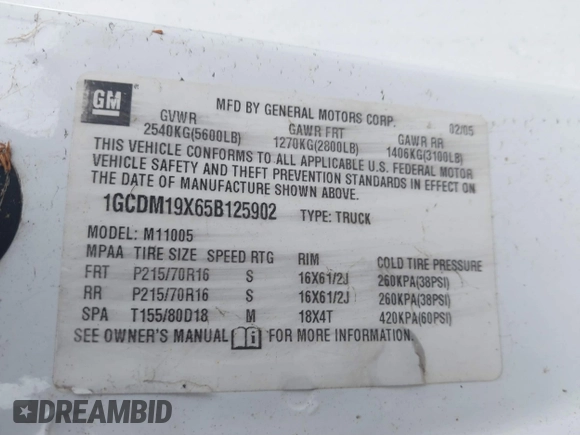 GM
MFD BY GENERAL MOTORS CORP. 02/05
GVWR GAWR FRT GAWR RR
2540KG(5600LB) 1270KG(2800LB) 1406KG(3100LB)
THIS VEHICLE CONFORMS TO ALL APPLICABLE U.S. FEDERAL MOTOR
VEHICLE SAFETY AND THEFT PREVENTION STANDARDS IN EFFECT ON
THE DATE OF MANUFACTURE SHOWN ABOVE.
1GCDM19X65B125902 TYPE: TRUCK
MODEL: M11005
MPAA TIRE SIZE SPEED RTG RIM COLD TIRE PRESSURE
FRT P215/70R16 S 16X61/2J 260KPA(38PSI)
RR P215/70R16 S 16X61/2J 260KPA(38PSI)
SPA T155/80D18 M 18X4T 420KPA(60PSI)
SEE OWNER'S MANUAL FOR MORE INFORMATION.
DREAMBID